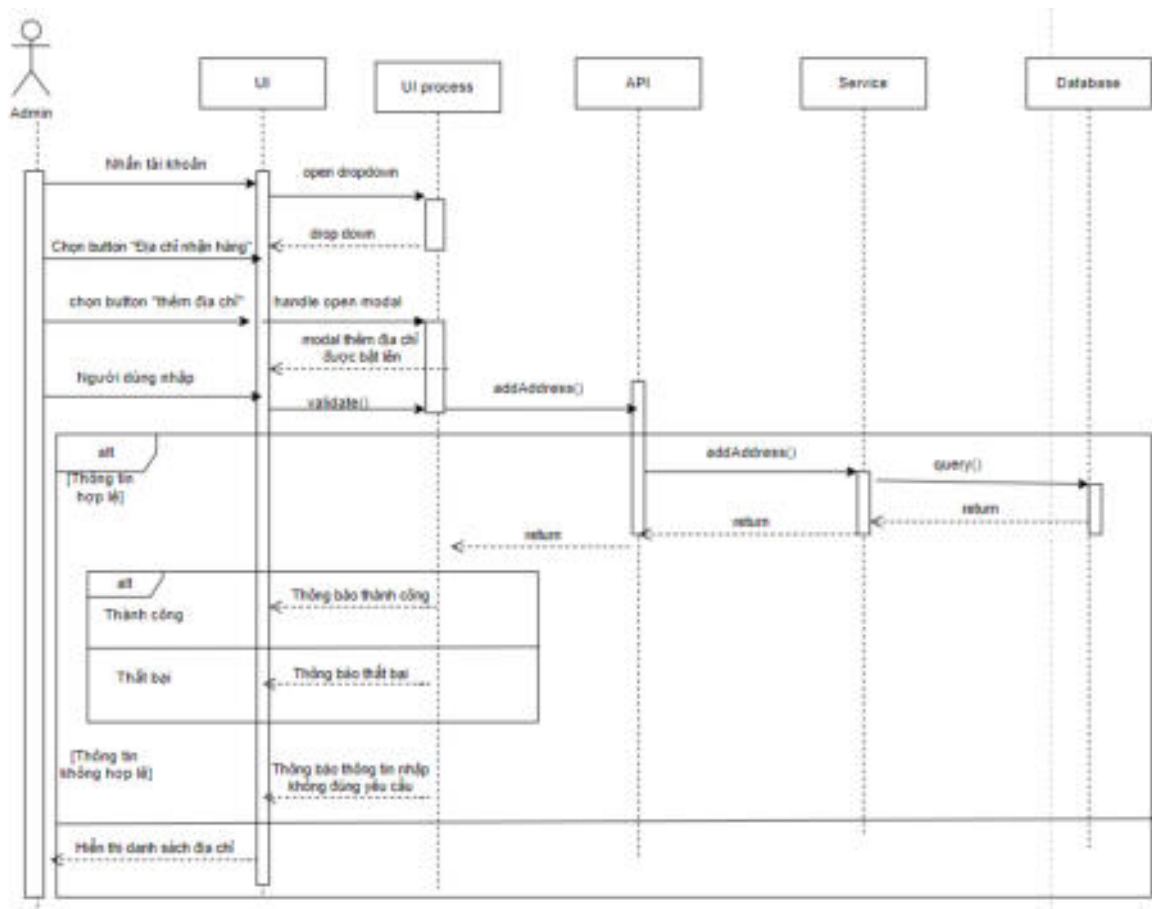 UI
UI process
API
Service
Database
Admin
Nhấn tài khoản
open dropdown
drop down
Chọn button "Địa chỉ nhận hàng"
chọn button "thêm địa chỉ"
handle open modal
modal thêm địa chỉ
được bật lên
Người dùng nhập
validate()
addAddress()
alt
[Thông tin
hợp lệ]
addAddress()
query()
return
return
return
alt
Thành công
Thông báo thành công
Thất bại
Thông báo thất bại
[Thông tin
không hợp lệ]
Thông báo thông tin nhập
không đúng yêu cầu
Hiển thị danh sách địa chỉ